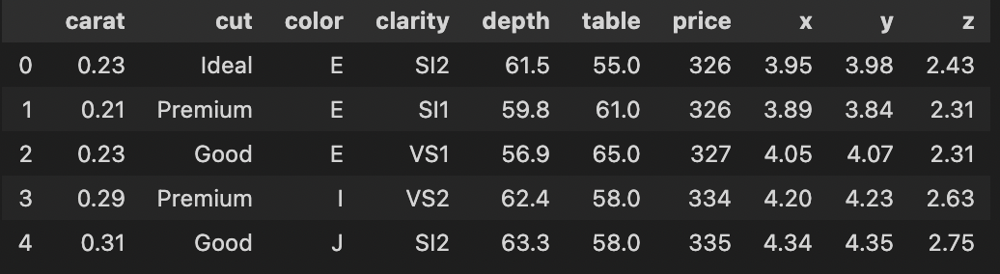 carat cut color clarity depth table price x y z
0 0.23 Ideal E SI2 61.5 55.0 326 3.95 3.98 2.43
1 0.21 Premium E SI1 59.8 61.0 326 3.89 3.84 2.31
2 0.23 Good E VS1 56.9 65.0 327 4.05 4.07 2.31
3 0.29 Premium I VS2 62.4 58.0 334 4.20 4.23 2.63
4 0.31 Good J SI2 63.3 58.0 335 4.34 4.35 2.75